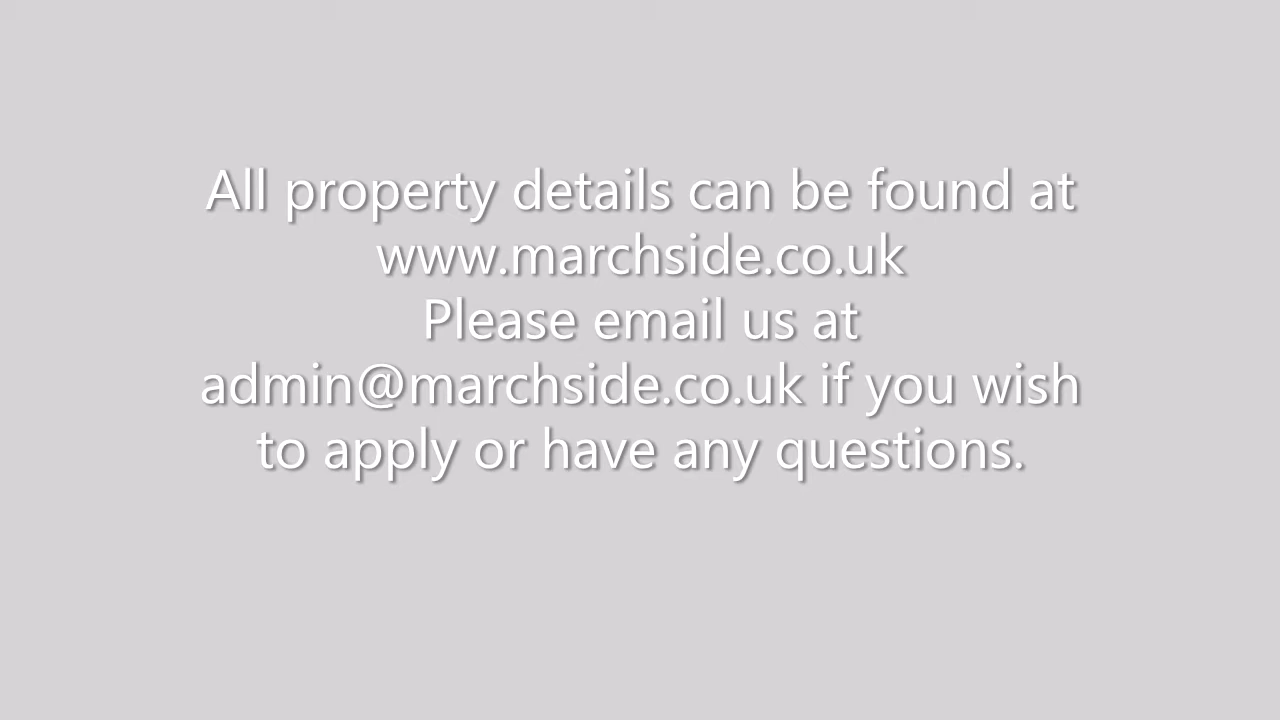 All property details can be found at
www.marchside.co.uk
Please email us at
admin@marchside.co.uk if you wish
to apply or have any questions.